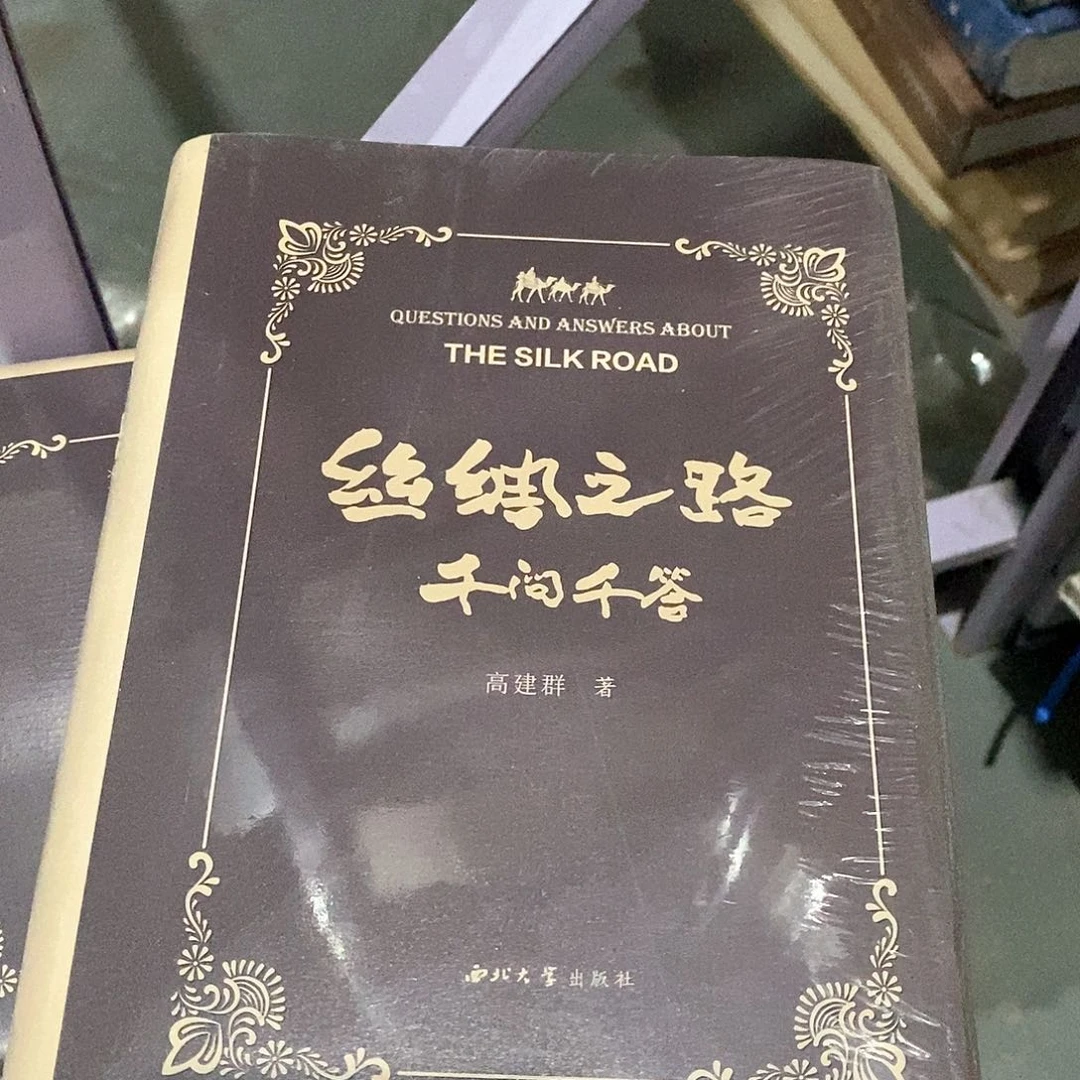 QUESTIONS AND ANSWERS ABOUT
THE SILK ROAD
丝绸之路
千问千答
高建群 著
西北大学出版社